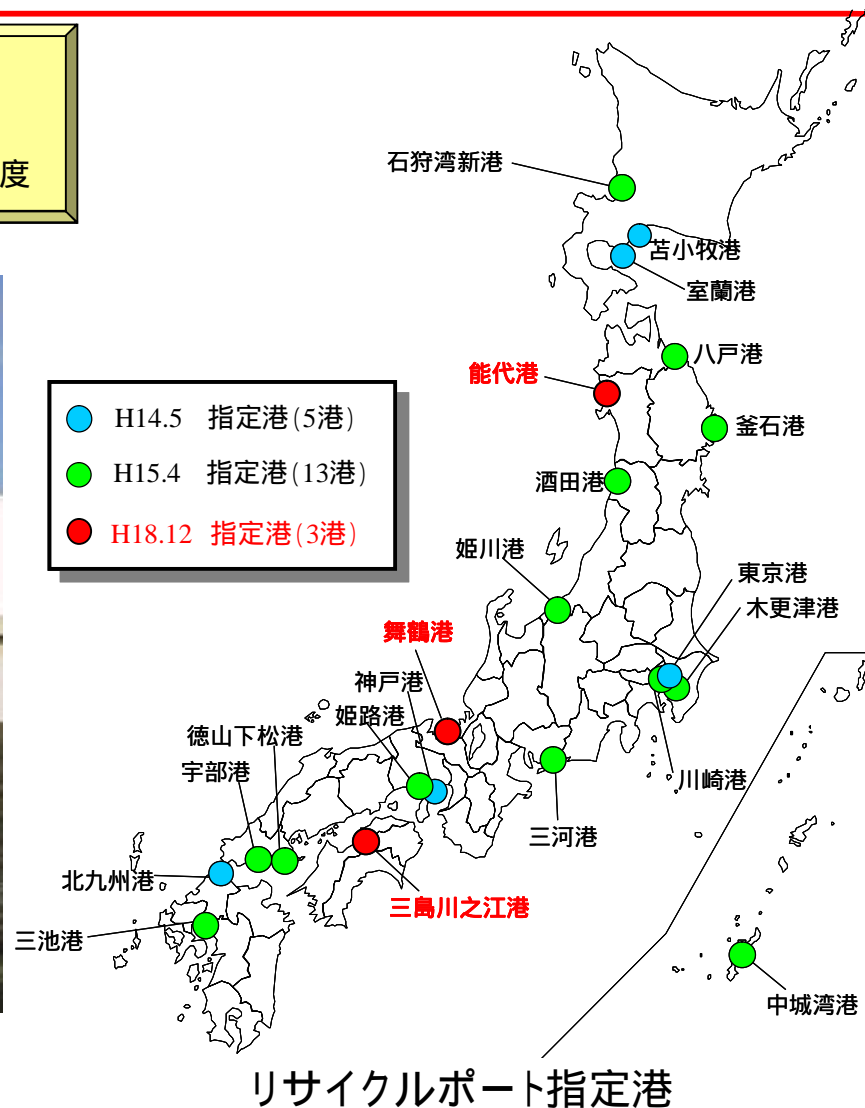 度
石狩湾新港
苫小牧港
室蘭港
八戸港
能代港
釜石港
H14.5 指定港(5港)
H15.4 指定港(13港)
H18.12 指定港(3港)
酒田港
姫川港
東京港
木更津港
舞鶴港
神戸港
姫路港
徳山下松港
宇部港
川崎港
三河港
北九州港
三島川之江港
三池港
中城湾港
リサイクルポート指定港